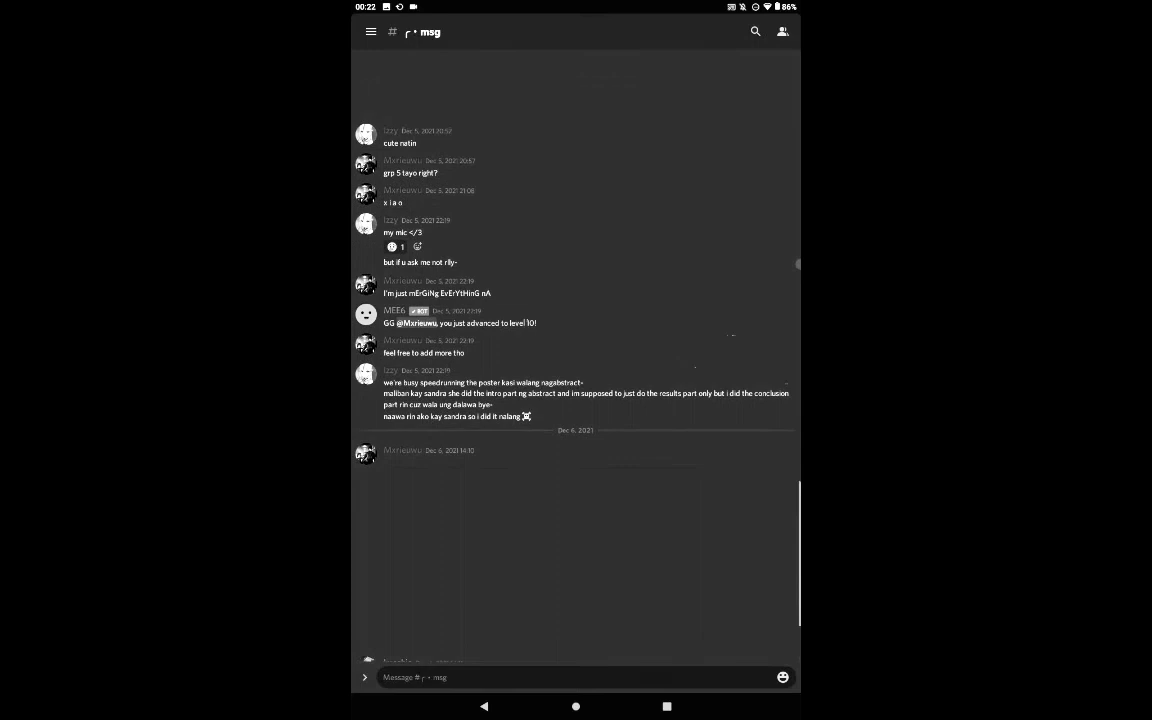 00:22 86%
# ╭ • msg
Izzy Dec 5, 2021 20:57
cute natin
Mxrieuwu Dec 5, 2021 20:57
grp 5 tayo right?
Mxrieuwu Dec 5, 2021 21:08
x i a o
Izzy Dec 5, 2021 22:19
my mic </3
1
but if u ask me not rlly-
Mxrieuwu Dec 5, 2021 22:19
I'm just mErGiNg EvErYtHinG nA
MEE6 ✓ BOT Dec 5, 2021 22:19
GG @Mxrieuwu, you just advanced to level 10!
Mxrieuwu Dec 5, 2021 22:19
feel free to add more tho
Izzy Dec 5, 2021 22:19
we're busy speedrunning the poster kasi walang nagabstract-
maliban kay sandra she did the intro part ng abstract and im supposed to just do the results part only but i did the conclusion
part rin cuz wala ung dalawa bye-
naawa rin ako kay sandra so i did it nalang ☠
Dec 6, 2021
Mxrieuwu Dec 6, 2021 14:10
Message # ╭ • msg